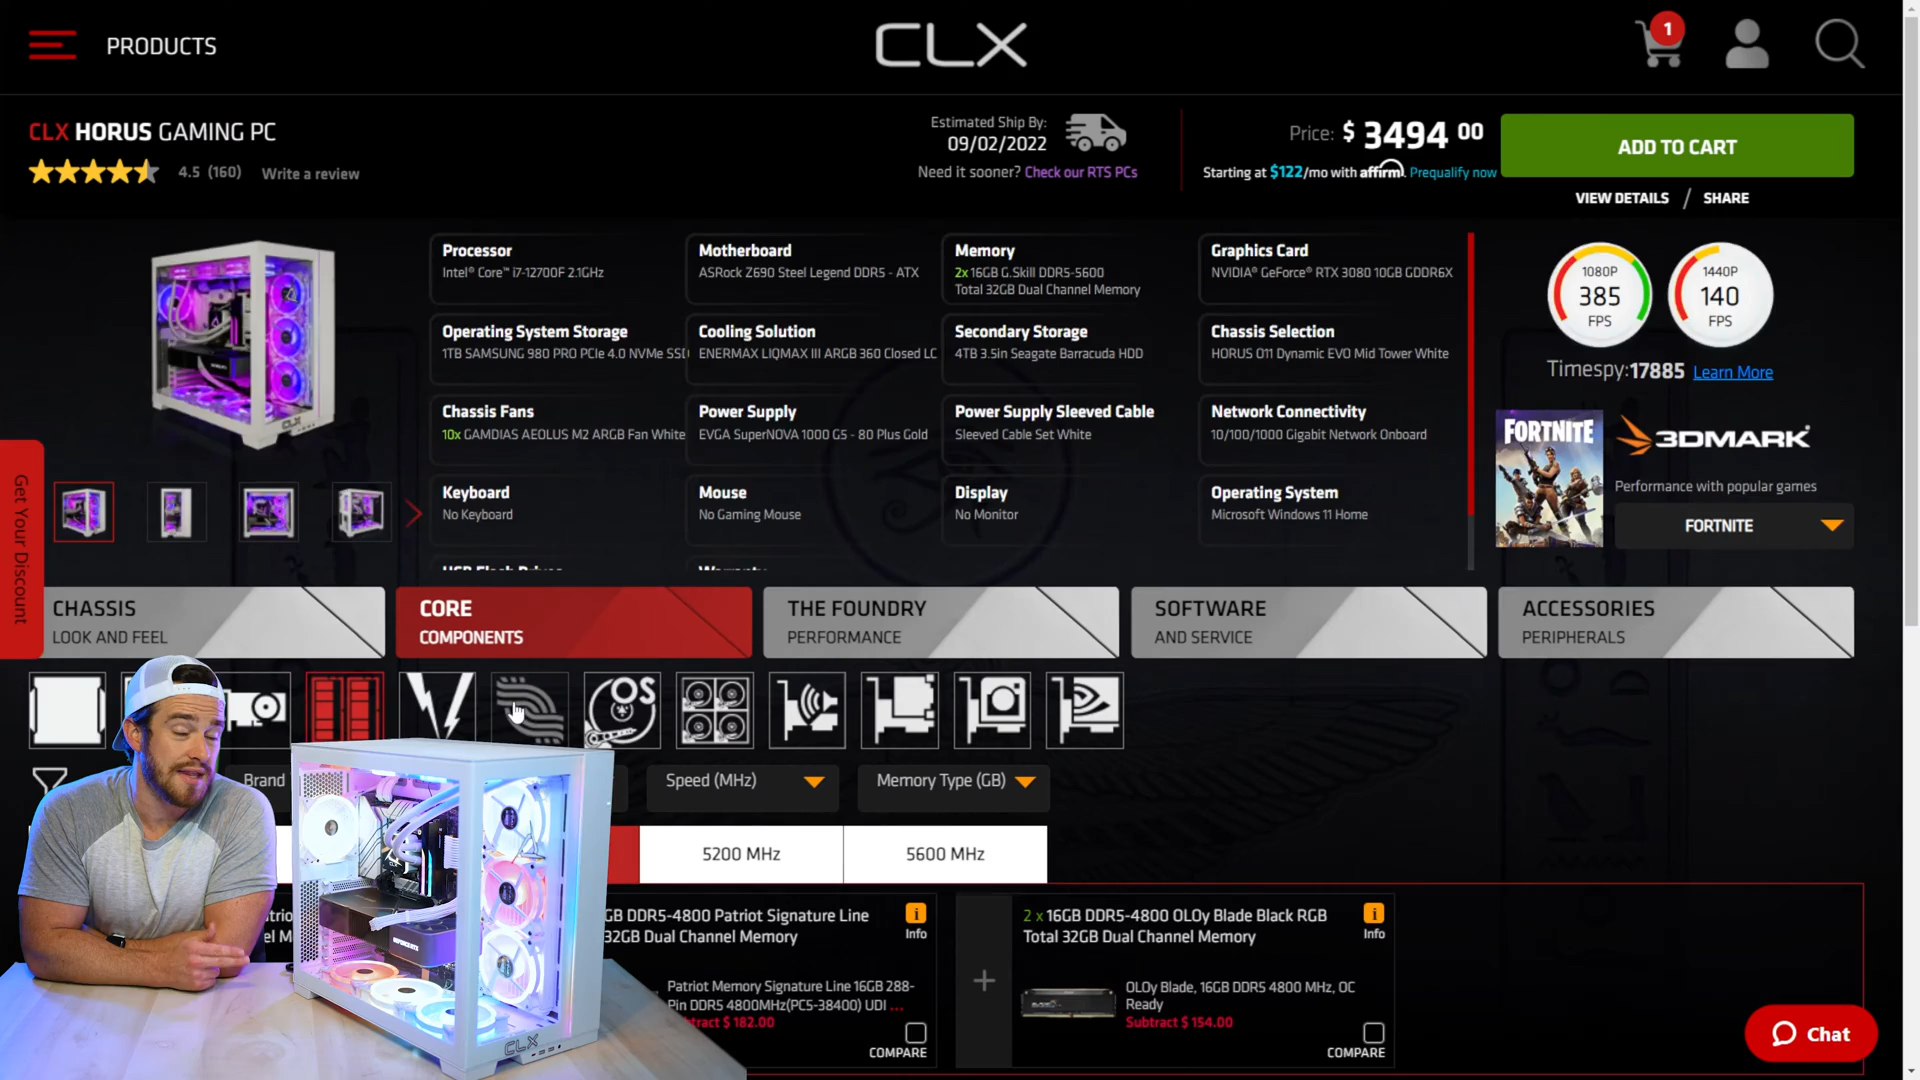 PRODUCTS
CLX
1
CLX HORUS GAMING PC
4.5 (160) Write a review
Estimated Ship By:
09/02/2022
Need it sooner? Check our RTS PCs
Price: $ 3494 00
Starting at $122/mo with affirm. Prequalify now
ADD TO CART
VIEW DETAILS / SHARE
Processor
Intel® Core™ i7-12700F 2.1GHz
Motherboard
ASRock Z690 Steel Legend DDR5 - ATX
Memory
2x 16GB G.Skill DDR5-5600
Total 32GB Dual Channel Memory
Graphics Card
NVIDIA® GeForce® RTX 3080 10GB GDDR6X
Operating System Storage
1TB SAMSUNG 980 PRO PCIe 4.0 NVMe SSD
Cooling Solution
ENERMAX LIQMAX III ARGB 360 Closed LC
Secondary Storage
4TB 3.5in Seagate Barracuda HDD
Chassis Selection
HORUS O11 Dynamic EVO Mid Tower White
Chassis Fans
10x GAMDIAS AEOLUS M2 ARGB Fan White
Power Supply
EVGA SuperNOVA 1000 G5 - 80 Plus Gold
Power Supply Sleeved Cable
Sleeved Cable Set White
Network Connectivity
10/100/1000 Gigabit Network Onboard
Keyboard
No Keyboard
Mouse
No Gaming Mouse
Display
No Monitor
Operating System
Microsoft Windows 11 Home
USB Flash Drives
Warranty
1080P
385
FPS
1440P
140
FPS
Timespy:17885 Learn More
FORTNITE
3DMARK
Performance with popular games
FORTNITE
Get Your Discount
CHASSIS
LOOK AND FEEL
CORE
COMPONENTS
THE FOUNDRY
PERFORMANCE
SOFTWARE
AND SERVICE
ACCESSORIES
PERIPHERALS
OS
Brand
Speed (MHz)
Memory Type (GB)
5200 MHz
5600 MHz
GB DDR5-4800 Patriot Signature Line
32GB Dual Channel Memory
i
Info
Patriot Memory Signature Line 16GB 288-
Pin DDR5 4800MHz(PC5-38400) UDI ...
tract $ 182.00
COMPARE
2 x 16GB DDR5-4800 OLOy Blade Black RGB
Total 32GB Dual Channel Memory
i
Info
OLOy Blade, 16GB DDR5 4800 MHz, OC
Ready
Subtract $ 154.00
COMPARE
GEFORCE RTX
CLX
Chat